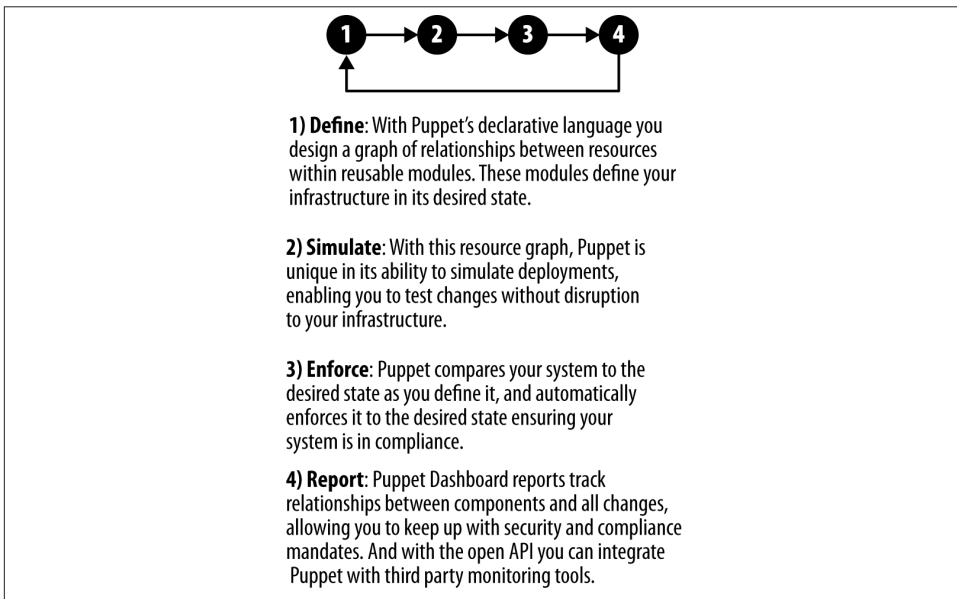 1 2 3 4
1) Define: With Puppet’s declarative language you
design a graph of relationships between resources
within reusable modules. These modules define your
infrastructure in its desired state.
2) Simulate: With this resource graph, Puppet is
unique in its ability to simulate deployments,
enabling you to test changes without disruption
to your infrastructure.
3) Enforce: Puppet compares your system to the
desired state as you define it, and automatically
enforces it to the desired state ensuring your
system is in compliance.
4) Report: Puppet Dashboard reports track
relationships between components and all changes,
allowing you to keep up with security and compliance
mandates. And with the open API you can integrate
Puppet with third party monitoring tools.